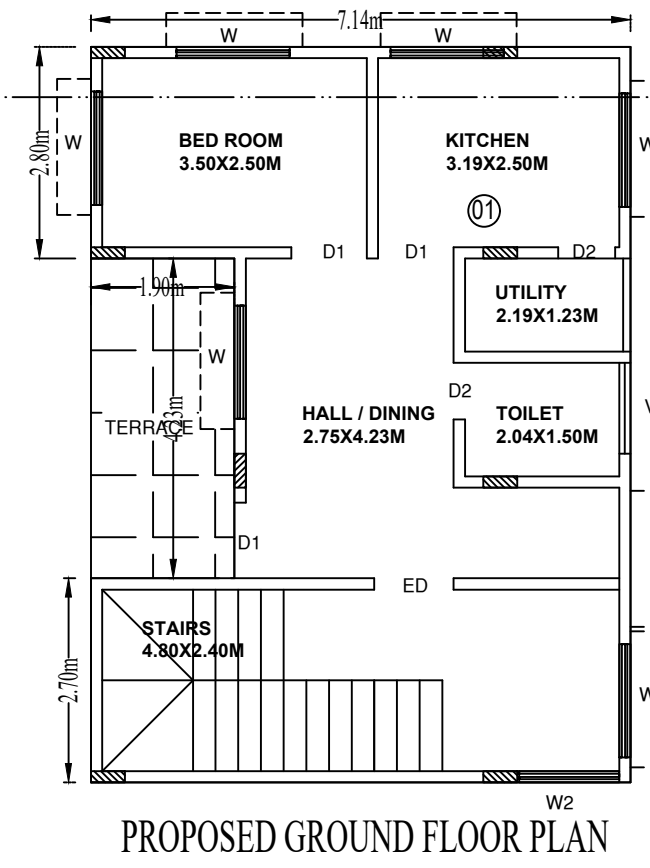 7.14m
W
W
2.80m
W
BED ROOM
3.50X2.50M
KITCHEN
3.19X2.50M
W
01
D1
D1
D2
1.90m
UTILITY
2.19X1.23M
W
D2
TERRACE
4.23m
HALL / DINING
2.75X4.23M
TOILET
2.04X1.50M
D1
ED
STAIRS
4.80X2.40M
2.70m
W
W2
PROPOSED GROUND FLOOR PLAN